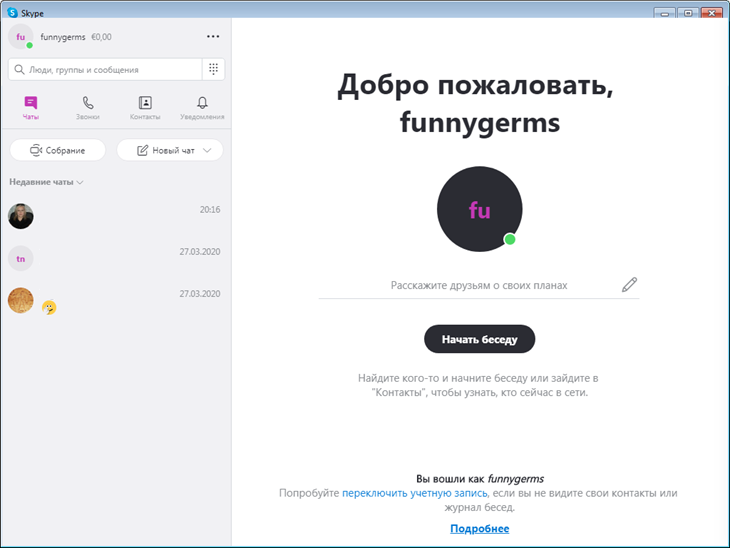 Skype
fu
funnygerms €0,00
Люди, группы и сообщения
Чаты
Звонки
Контакты
Уведомления
Собрание
Новый чат
Недавние чаты
20:16
tn
27.03.2020
27.03.2020
Добро пожаловать,
funnygerms
fu
Расскажите друзьям о своих планах
Начать беседу
Найдите кого-то и начните беседу или зайдите в
"Контакты", чтобы узнать, кто сейчас в сети.
Вы вошли как funnygerms
Попробуйте переключить учетную запись, если вы не видите свои контакты или
журнал бесед.
Подробнее